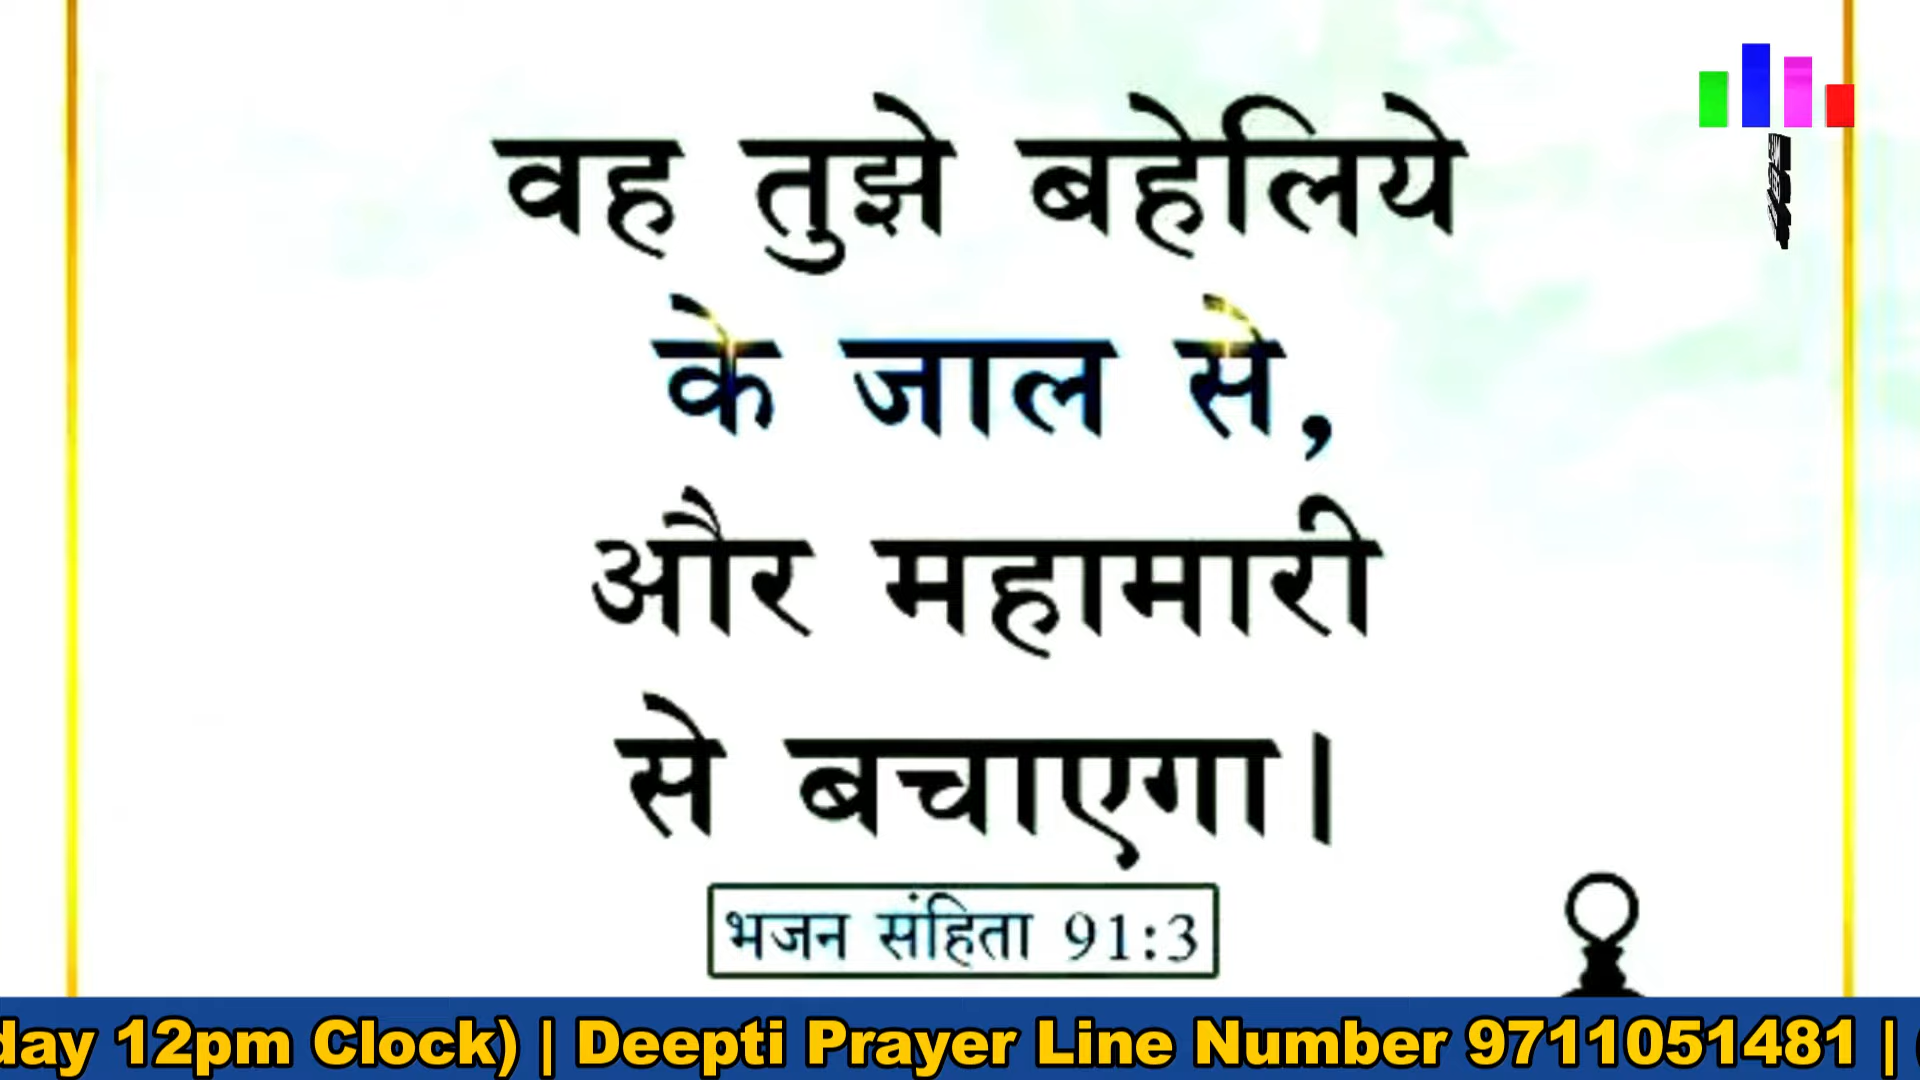 वह तुझे बहेलिये
के जाल से,
और महामारी
से बचाएगा।
भजन संहिता 91:3
day 12pm Clock) | Deepti Prayer Line Number 9711051481 | (